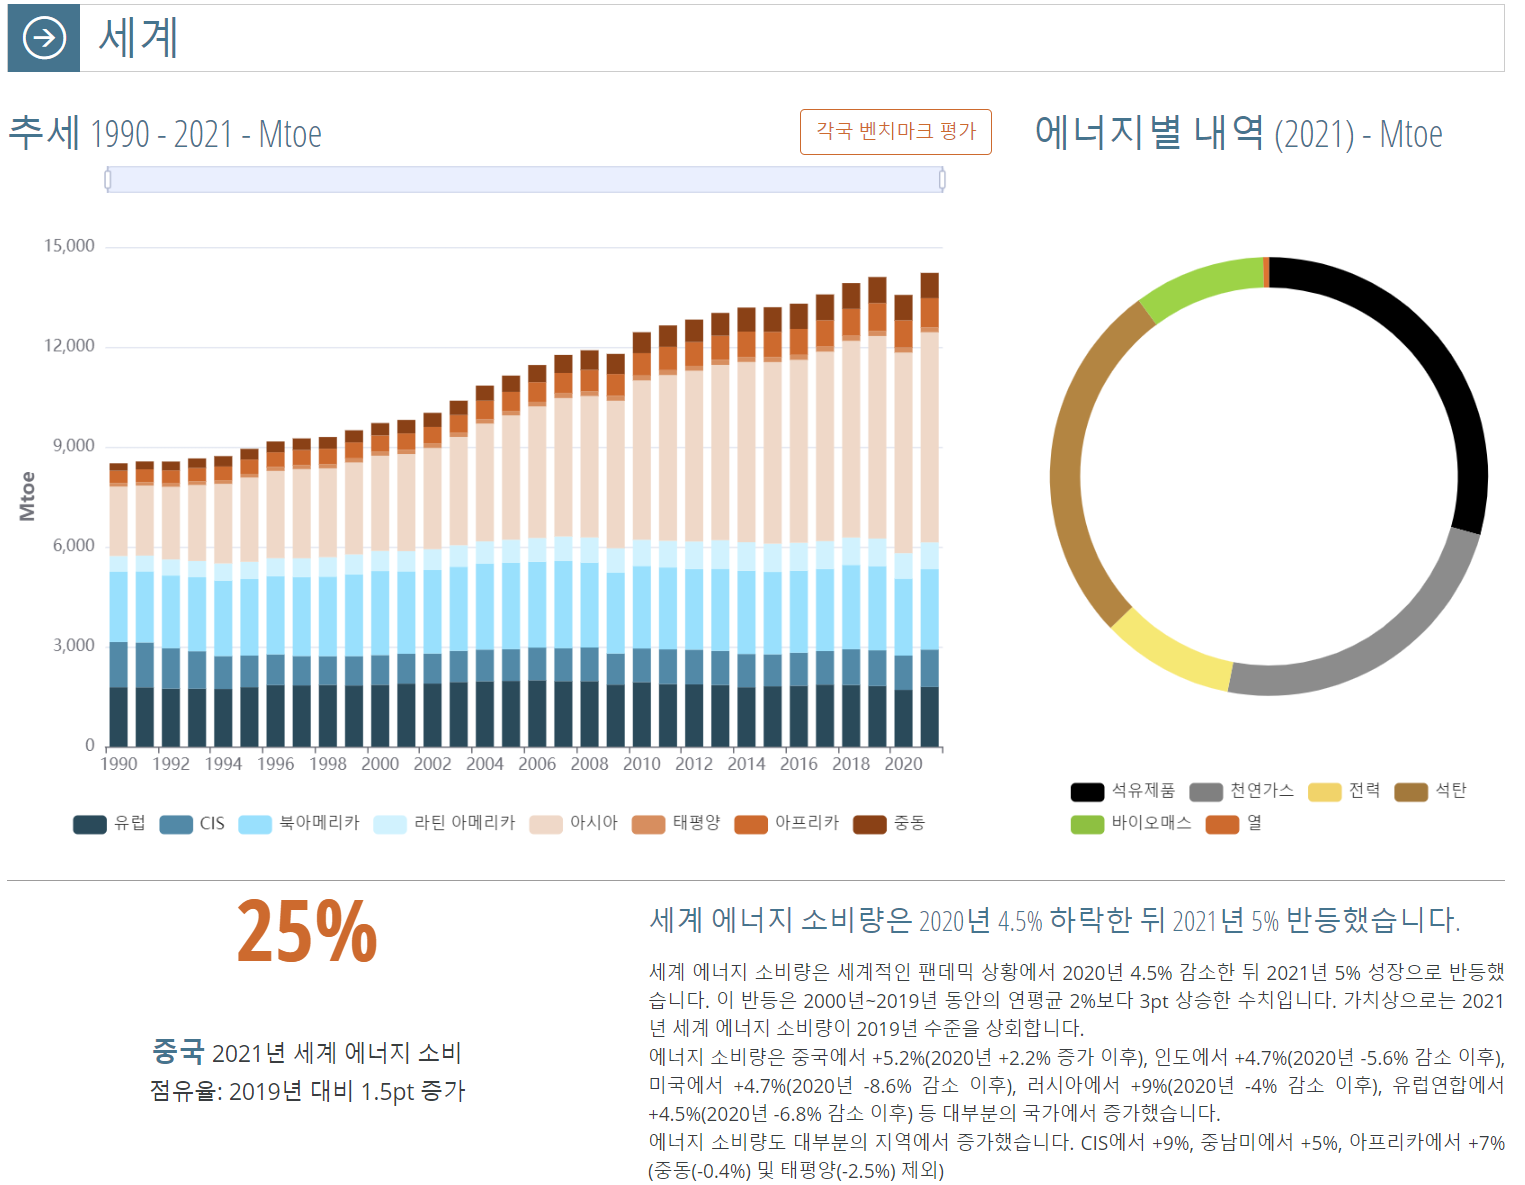 세계
추세 1990 - 2021 - Mtoe
각국 벤치마크 평가
에너지별 내역 (2021) - Mtoe
15,000
12,000
9,000
6,000
3,000
0
Mtoe
1990 1992 1994 1996 1998 2000 2002 2004 2006 2008 2010 2012 2014 2016 2018 2020
유럽 CIS 북아메리카 라틴 아메리카 아시아 태평양 아프리카 중동
석유제품 천연가스 전력 석탄
바이오매스 열
25%
중국 2021년 세계 에너지 소비
점유율: 2019년 대비 1.5pt 증가
세계 에너지 소비량은 2020년 4.5% 하락한 뒤 2021년 5% 반등했습니다.
세계 에너지 소비량은 세계적인 팬데믹 상황에서 2020년 4.5% 감소한 뒤 2021년 5% 성장으로 반등했
습니다. 이 반등은 2000년~2019년 동안의 연평균 2%보다 3pt 상승한 수치입니다. 가치상으로는 2021
년 세계 에너지 소비량이 2019년 수준을 상회합니다.
에너지 소비량은 중국에서 +5.2%(2020년 +2.2% 증가 이후), 인도에서 +4.7%(2020년 -5.6% 감소 이후),
미국에서 +4.7%(2020년 -8.6% 감소 이후), 러시아에서 +9%(2020년 -4% 감소 이후), 유럽연합에서
+4.5%(2020년 -6.8% 감소 이후) 등 대부분의 국가에서 증가했습니다.
에너지 소비량도 대부분의 지역에서 증가했습니다. CIS에서 +9%, 중남미에서 +5%, 아프리카에서 +7%
(중동(-0.4%) 및 태평양(-2.5%) 제외)